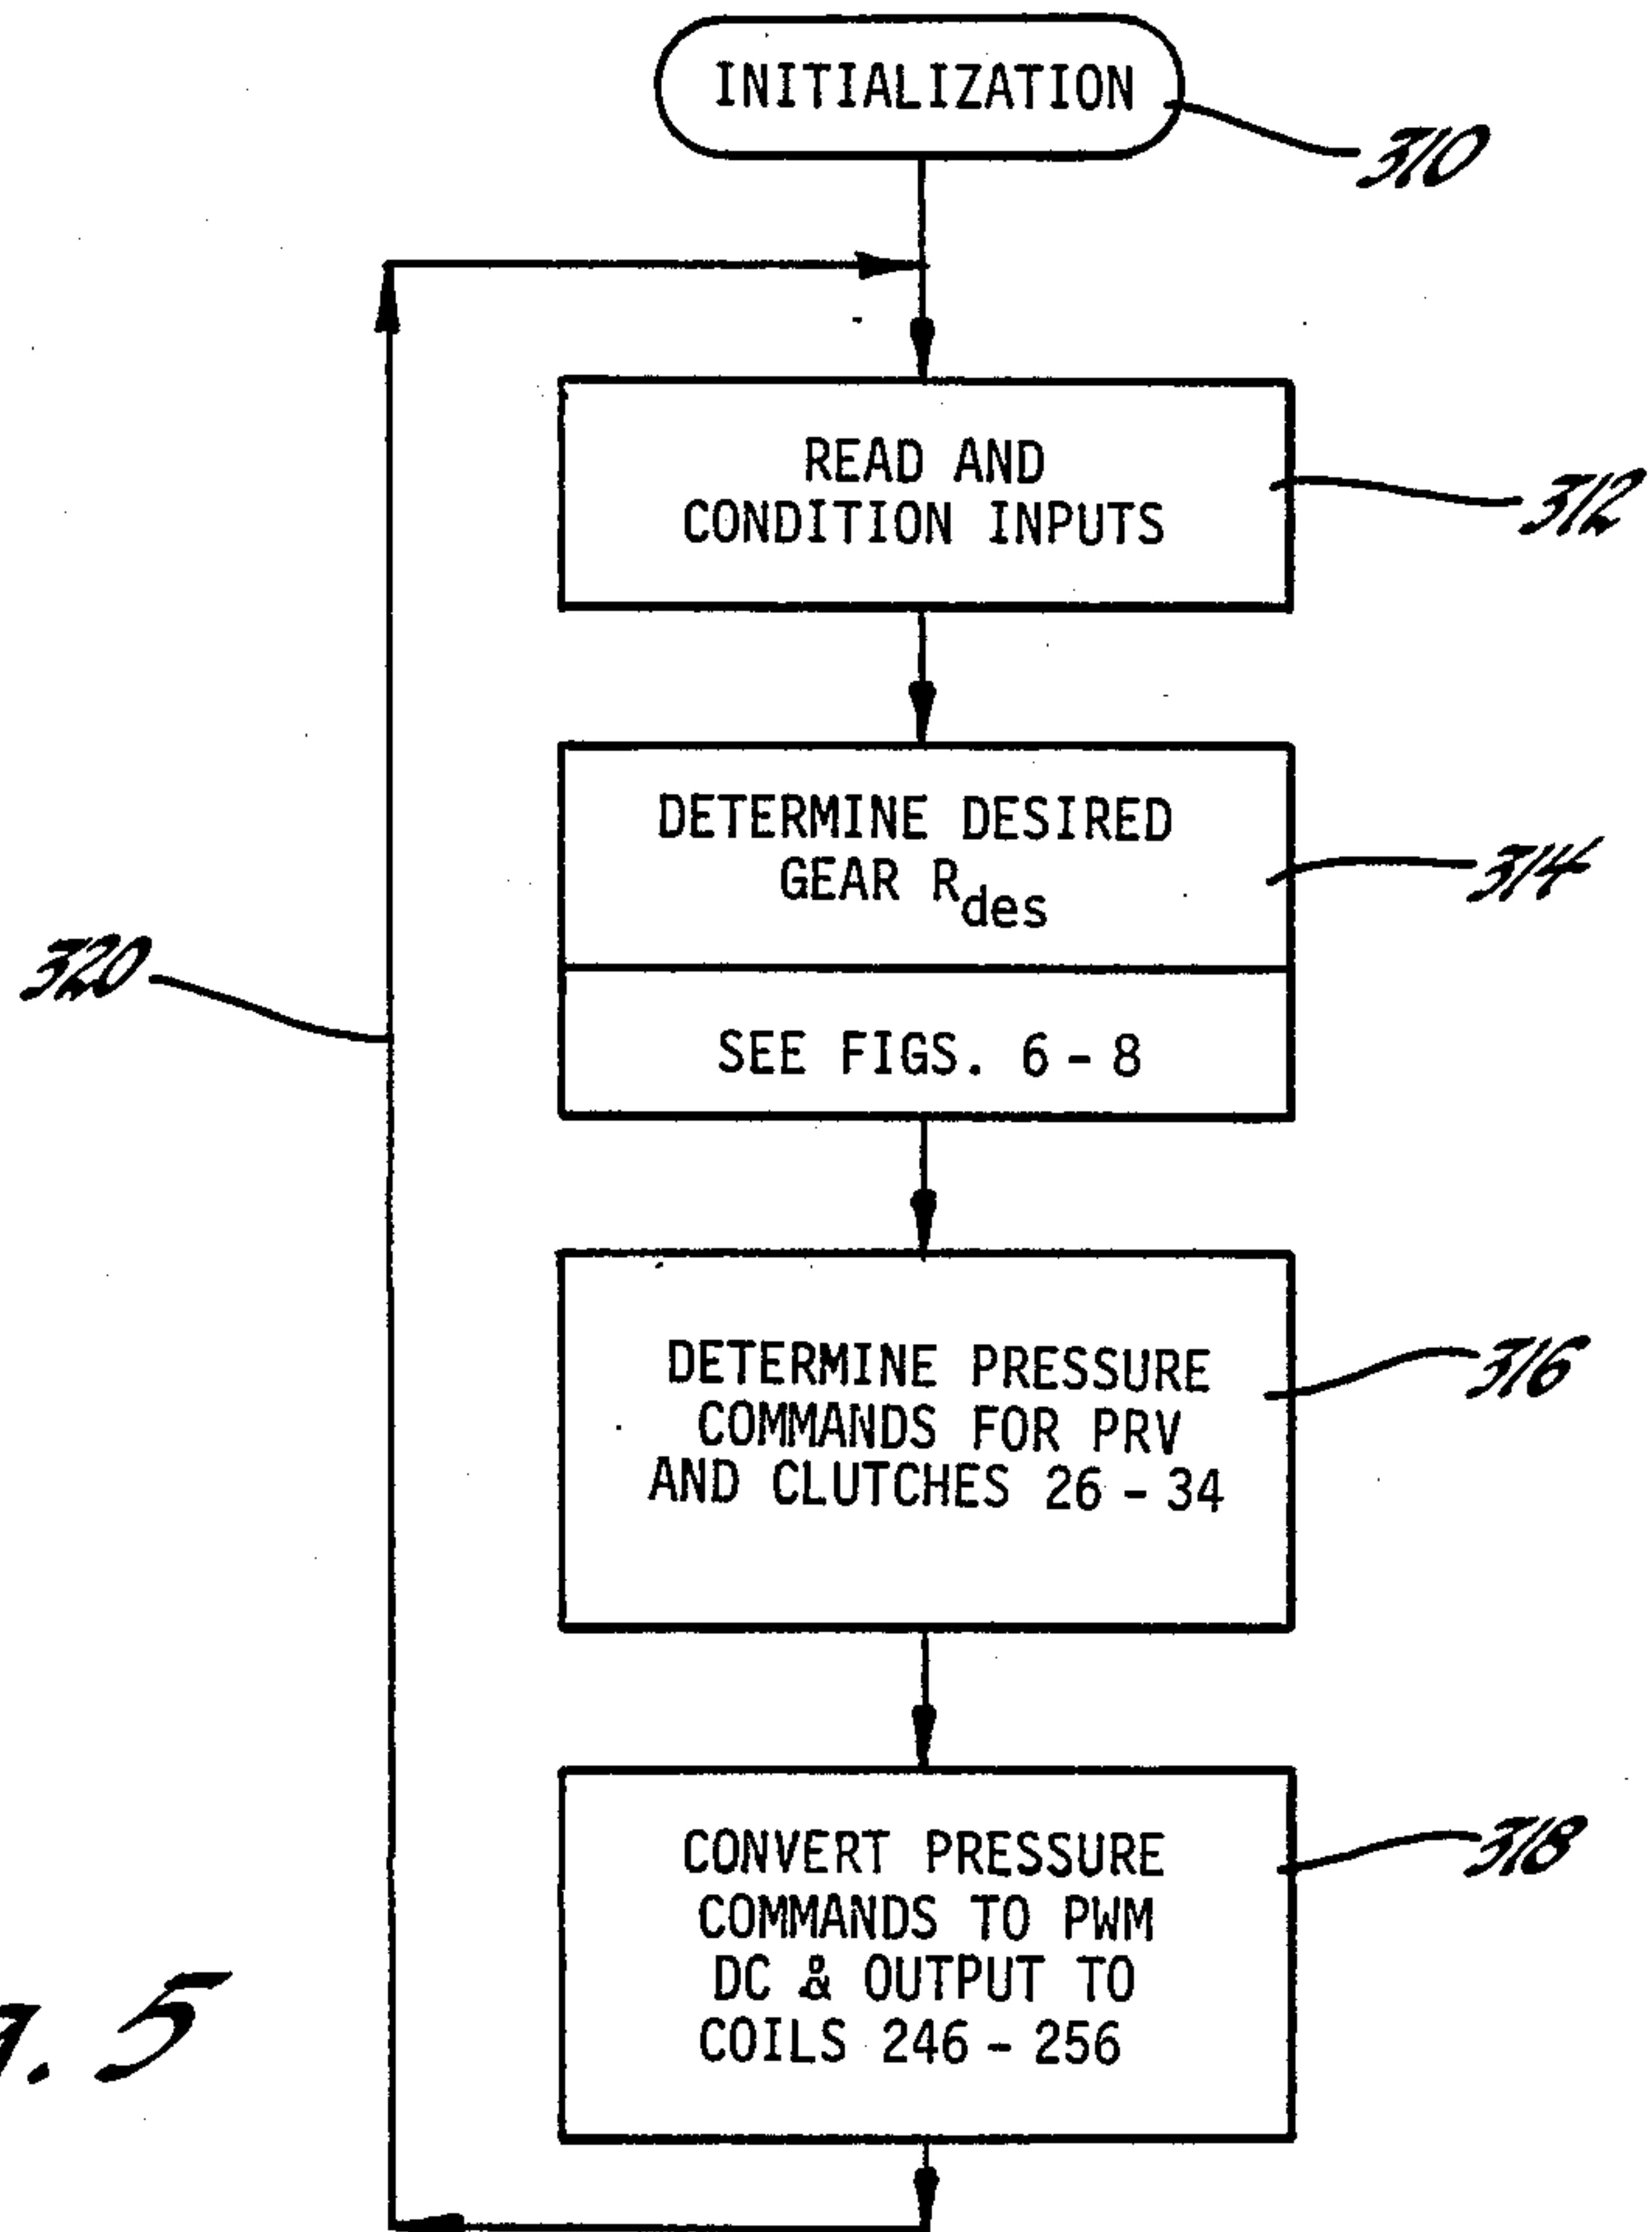 INITIALIZATION
310
READ AND
CONDITION INPUTS
312
DETERMINE DESIRED
GEAR R_des
314
SEE FIGS. 6 - 8
320
DETERMINE PRESSURE
COMMANDS FOR PRV
AND CLUTCHES 26 - 34
316
CONVERT PRESSURE
COMMANDS TO PWM
DC & OUTPUT TO
COILS 246 - 256
318
. 5